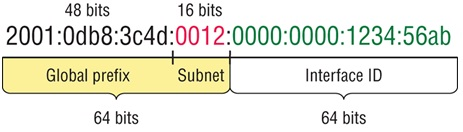 48 bits 16 bits
2001:0db8:3c4d:0012:0000:0000:1234:56ab
Global prefix Subnet Interface ID
64 bits 64 bits